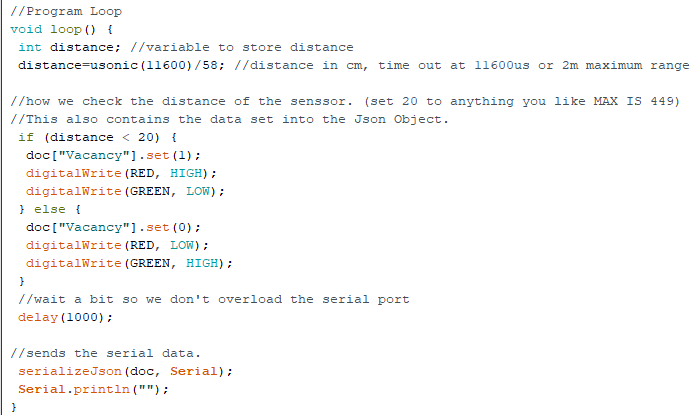 //Program Loop
void loop() {
int distance; //variable to store distance
distance=usonic(11600)/58; //distance in cm, time out at 11600us or 2m maximum range
//how we check the distance of the senssor. (set 20 to anything you like MAX IS 449)
//This also contains the data set into the Json Object.
if (distance < 20) {
doc["Vacancy"].set(1);
digitalWrite(RED, HIGH);
digitalWrite(GREEN, LOW);
} else {
doc["Vacancy"].set(0);
digitalWrite(RED, LOW);
digitalWrite(GREEN, HIGH);
}
//wait a bit so we don't overload the serial port
delay(1000);
//sends the serial data.
serializeJson(doc, Serial);
Serial.println("");
}